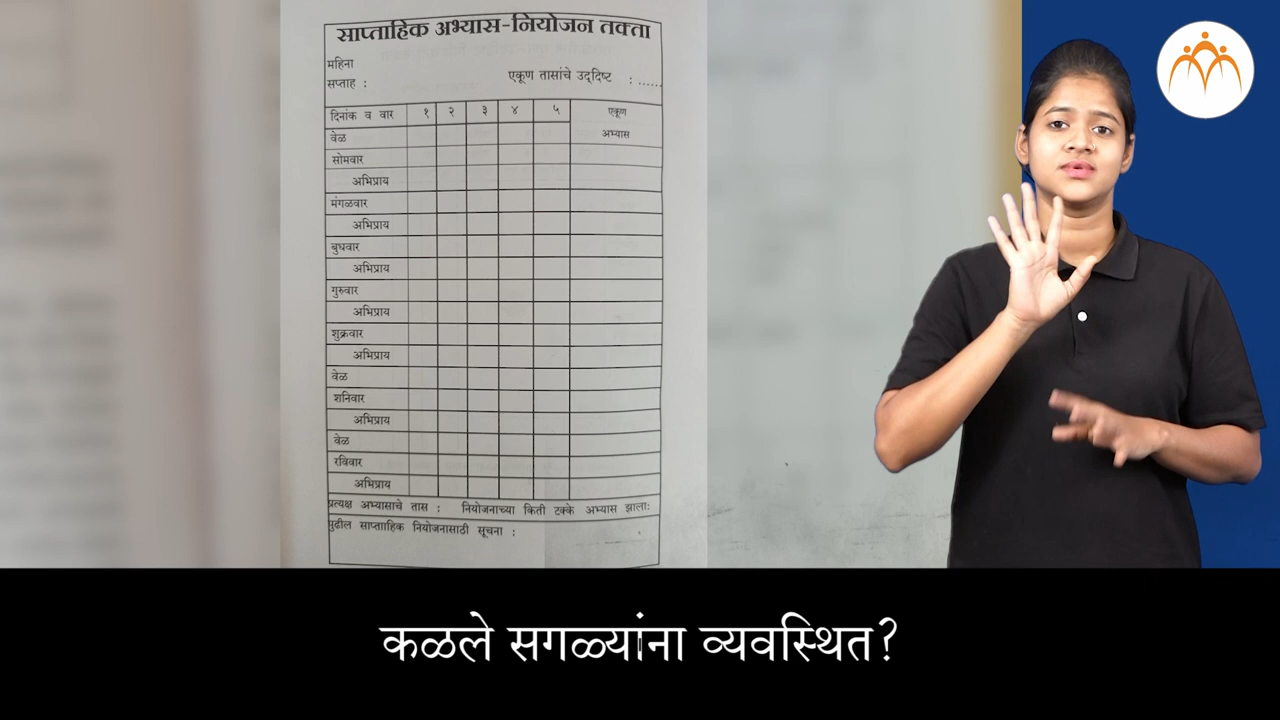 साप्ताहिक अभ्यास-नियोजन तक्ता
महिना
सप्ताह : एकूण तासांचे उद्दिष्ट : ......
दिनांक व वार १ २ ३ ४ ५ एकूण
वेळ अभ्यास
सोमवार
अभिप्राय
मंगळवार
अभिप्राय
बुधवार
अभिप्राय
गुरुवार
अभिप्राय
शुक्रवार
अभिप्राय
वेळ
शनिवार
अभिप्राय
वेळ
रविवार
अभिप्राय
प्रत्यक्ष अभ्यासाचे तास : नियोजनाच्या किती टक्के अभ्यास झाला:
पुढील साप्ताहिक नियोजनासाठी सूचना :
कळले सगळ्यांना व्यवस्थित?